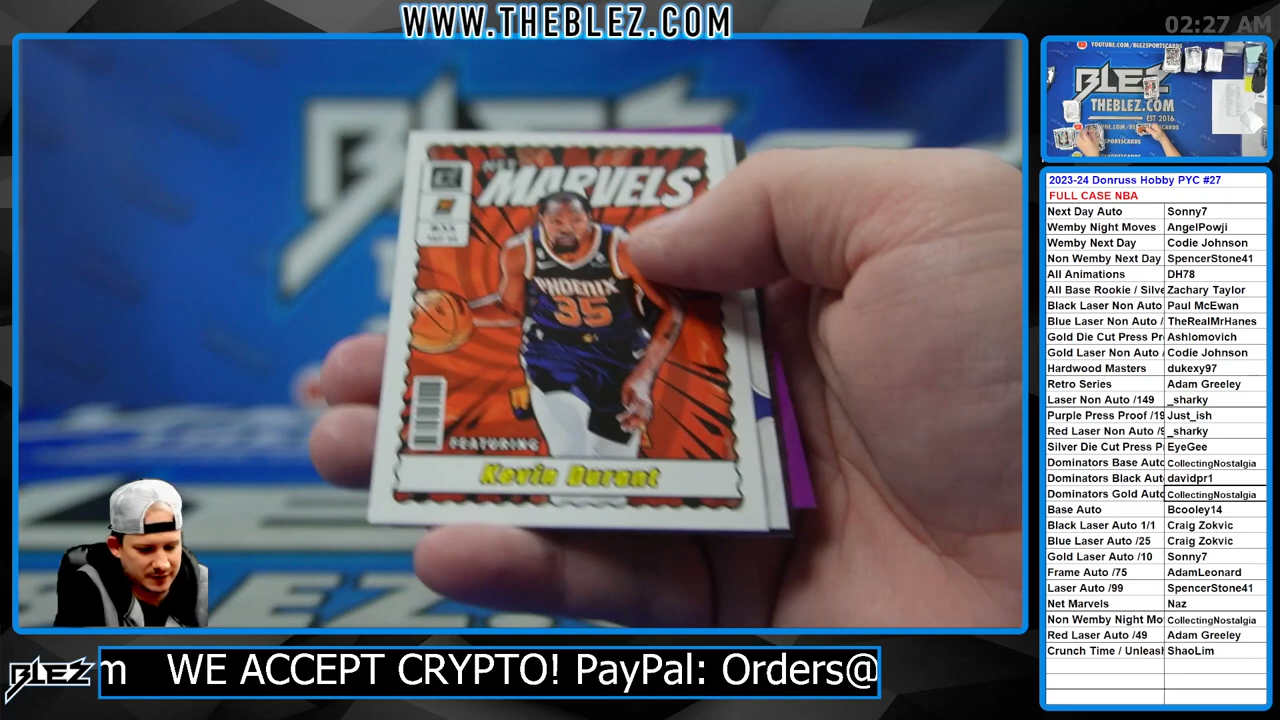 WWW.THEBLEZ.COM
02:27 AM
YOUTUBE.COM/BLEZSPORTSCARDS
BLEZ
THEBLEZ.COM
EST 2016
MARVELS
PHOENIX
35
FEATURING
Kevin Durant
2023-24 Donruss Hobby PYC #27
FULL CASE NBA
Next Day Auto Sonny7
Wemby Night Moves AngelPowji
Wemby Next Day Codie Johnson
Non Wemby Next Day SpencerStone41
All Animations DH78
All Base Rookie / Silve Zachary Taylor
Black Laser Non Auto Paul McEwan
Blue Laser Non Auto / TheRealMrHanes
Gold Die Cut Press Pr Ashlomovich
Gold Laser Non Auto / Codie Johnson
Hardwood Masters dukexy97
Retro Series Adam Greeley
Laser Non Auto /149 _sharky
Purple Press Proof /19 Just_ish
Red Laser Non Auto /9 _sharky
Silver Die Cut Press P EyeGee
Dominators Base Auto CollectingNostalgia
Dominators Black Aut davidpr1
Dominators Gold Auto CollectingNostalgia
Base Auto Bcooley14
Black Laser Auto 1/1 Craig Zokvic
Blue Laser Auto /25 Craig Zokvic
Gold Laser Auto /10 Sonny7
Frame Auto /75 AdamLeonard
Laser Auto /99 SpencerStone41
Net Marvels Naz
Non Wemby Night Mo CollectingNostalgia
Red Laser Auto /49 Adam Greeley
Crunch Time / Unleash ShaoLim
BLEZ
m WE ACCEPT CRYPTO! PayPal: Orders@